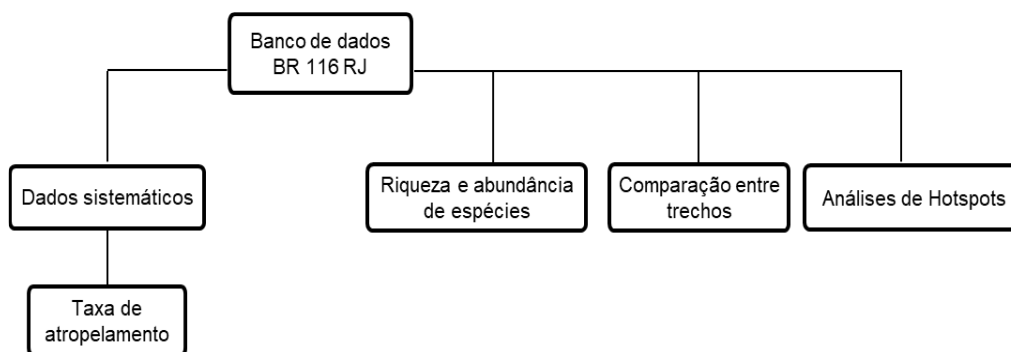 Banco de dados
BR 116 RJ
Dados sistemáticos
Riqueza e abundância
de espécies
Comparação entre
trechos
Análises de Hotspots
Taxa de
atropelamento